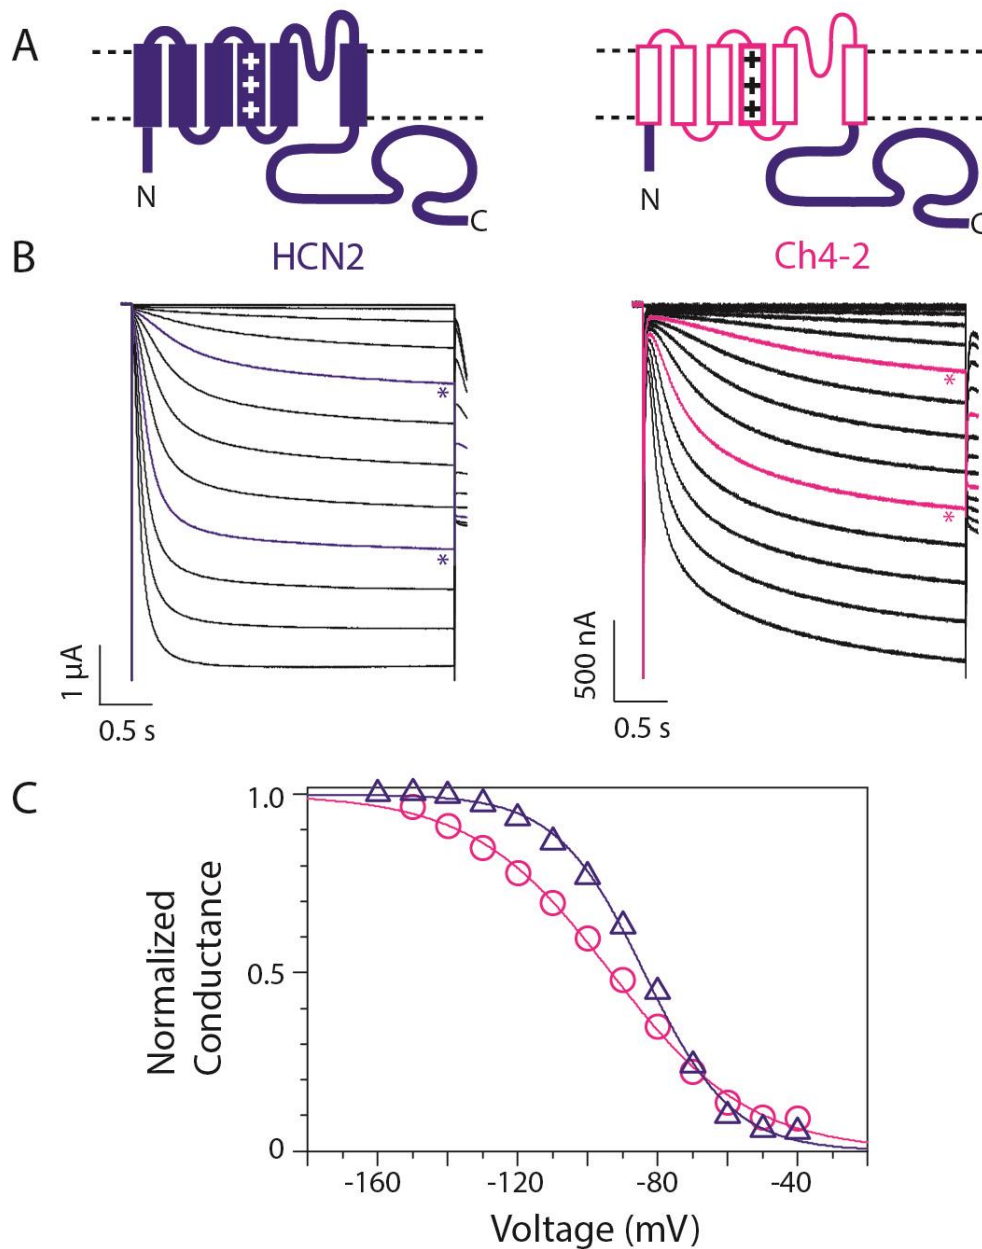 A
+ +
+ +
+ +
N N
C C
B HCN2 Ch4-2
* *
* *
1 µA 500 nA
0.5 s 0.5 s
C
1.0
0.5
0
Normalized
Conductance
-160 -120 -80 -40
Voltage (mV)